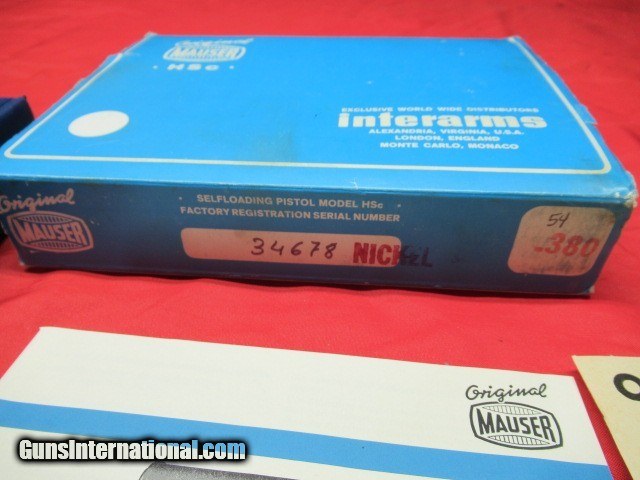 Original
MAUSER
· HSc ·
EXCLUSIVE WORLD WIDE DISTRIBUTORS
interarms
ALEXANDRIA, VIRGINIA, U.S.A.
LONDON, ENGLAND
MONTE CARLO, MONACO
Original
MAUSER
SELFLOADING PISTOL MODEL HSc
FACTORY REGISTRATION SERIAL NUMBER
34678 NICKEL
54
.380
Original
MAUSER
GunsInternational.com